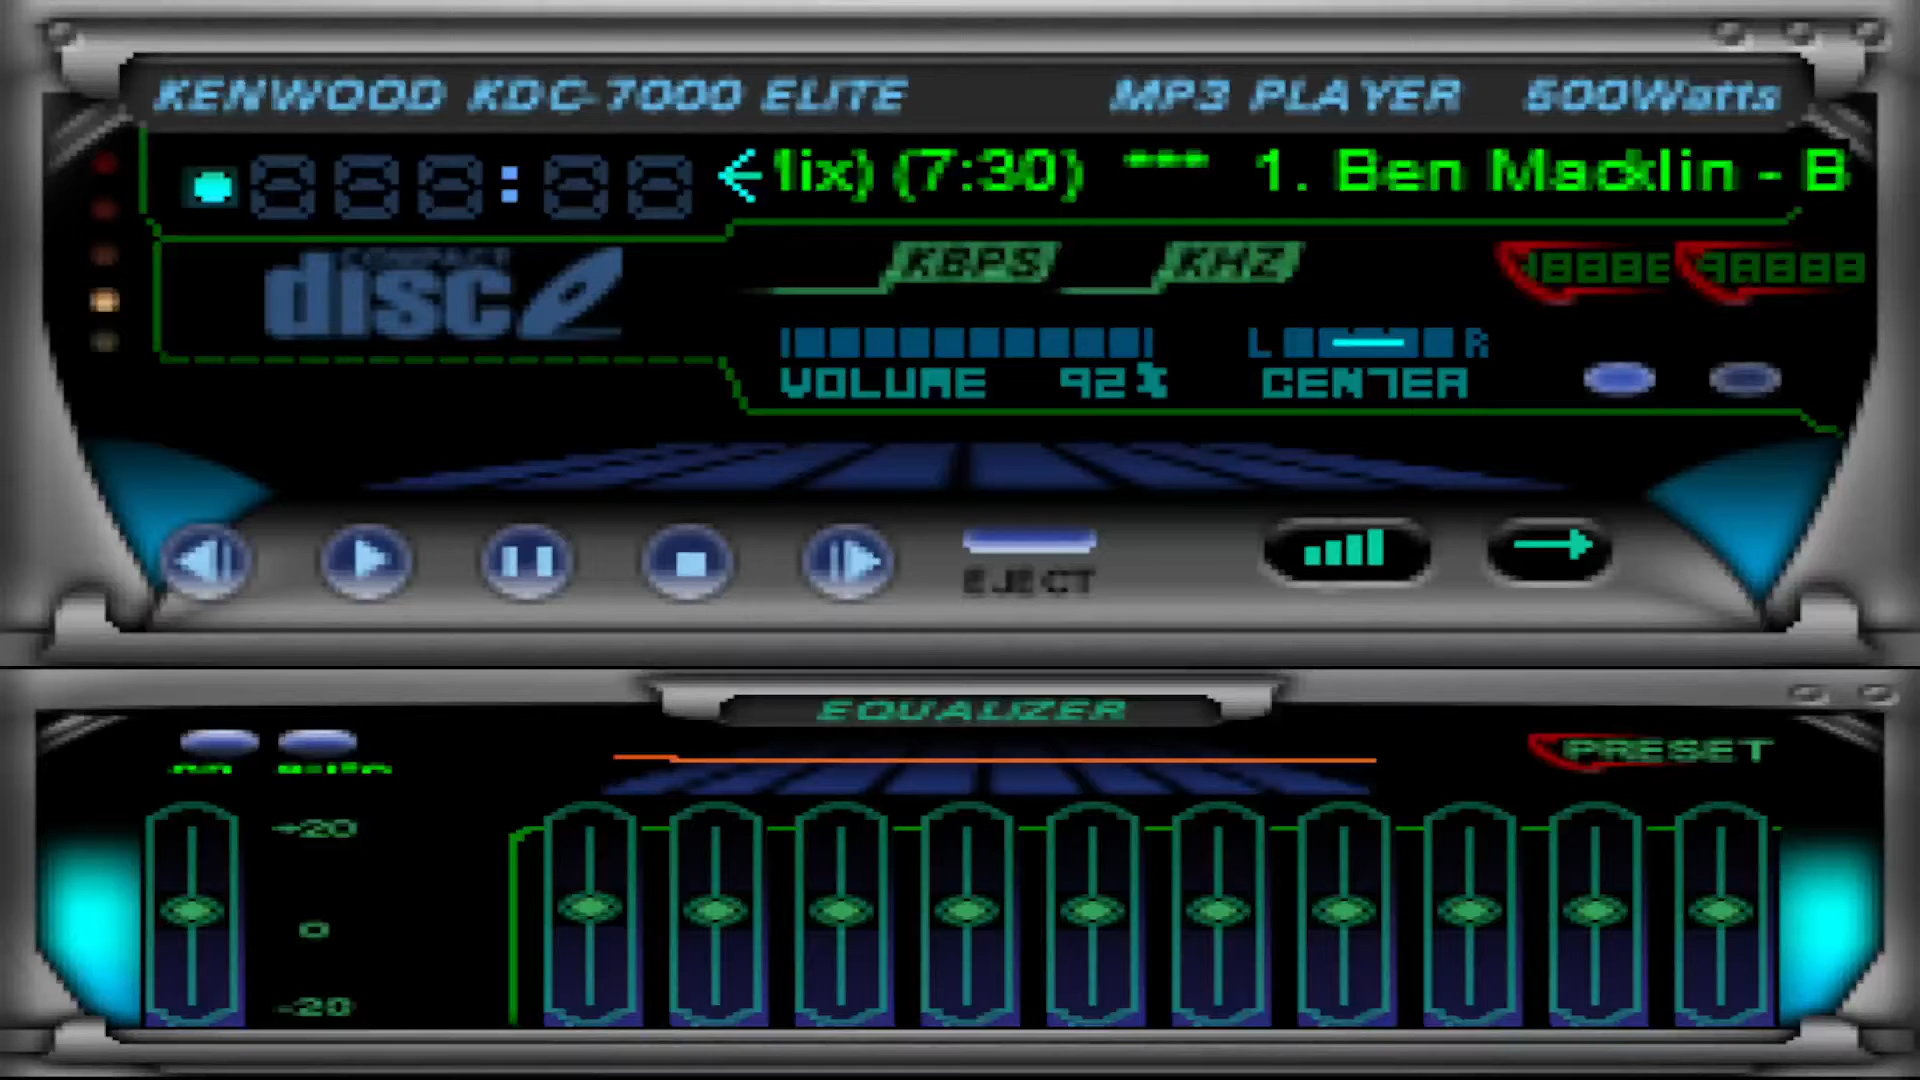 KENWOOD KDC-7000 ELITE MP3 PLAYER 500Watts
(7:30) *** 1. Ben Macklin - B
COMPACT
disc
KBPS KHZ
L R
VOLUME 92% CENTER
EJECT
EQUALIZER
PRESET
+20
0
-20